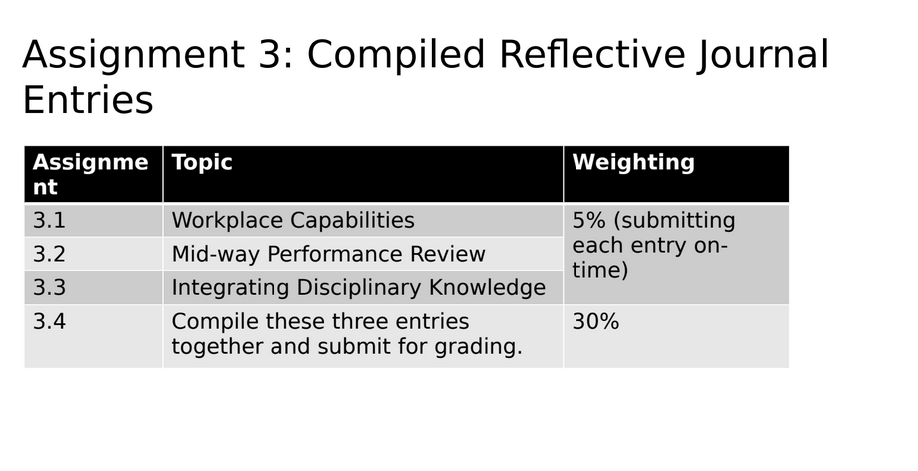 Assignment 3: Compiled Reflective Journal
Entries
Assignme
nt
Topic
Weighting
3.1
Workplace Capabilities
5% (submitting
each entry on-
time)
3.2
Mid-way Performance Review
3.3
Integrating Disciplinary Knowledge
3.4
Compile these three entries
together and submit for grading.
30%